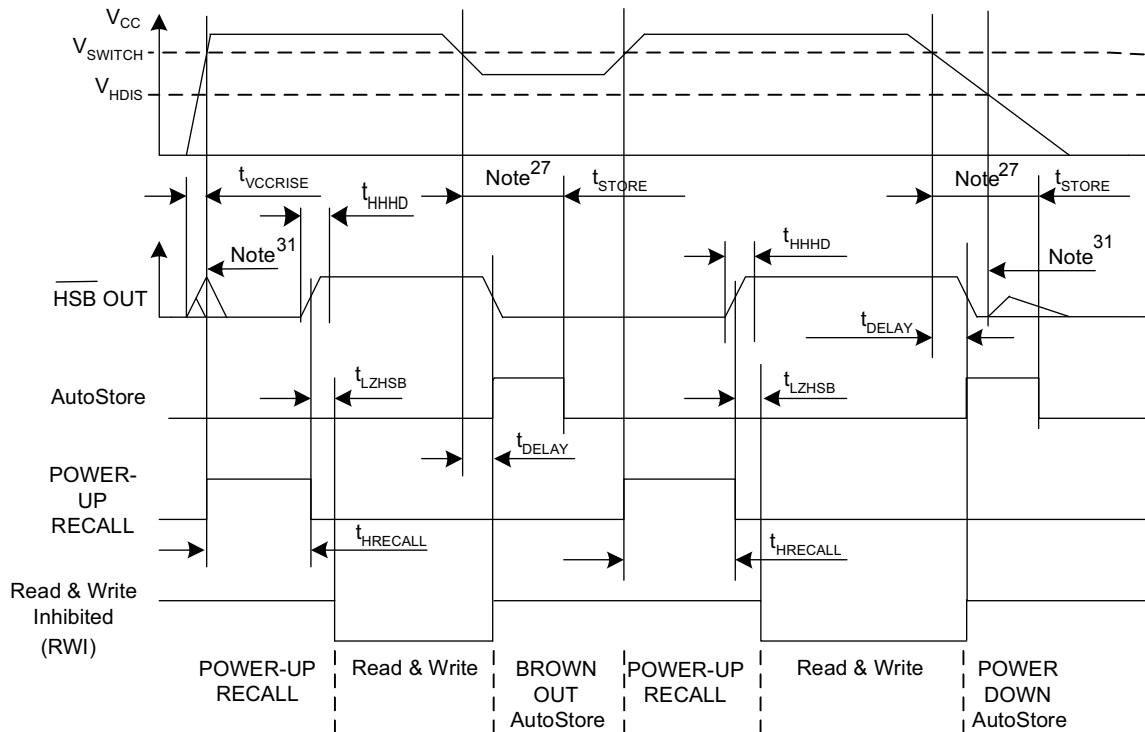 VCC
VSWITCH
VHDIS
tVCCRISE
Note27
tSTORE
Note27
tSTORE
tHHHD
Note31
tHHHD
Note31
HSB OUT
tDELAY
tLZHSB
tLZHSB
AutoStore
tDELAY
POWER-
UP
RECALL
tHRECALL
tHRECALL
Read & Write
Inhibited
(RWI)
POWER-UP
RECALL
Read & Write
BROWN
OUT
AutoStore
POWER-UP
RECALL
Read & Write
POWER
DOWN
AutoStore